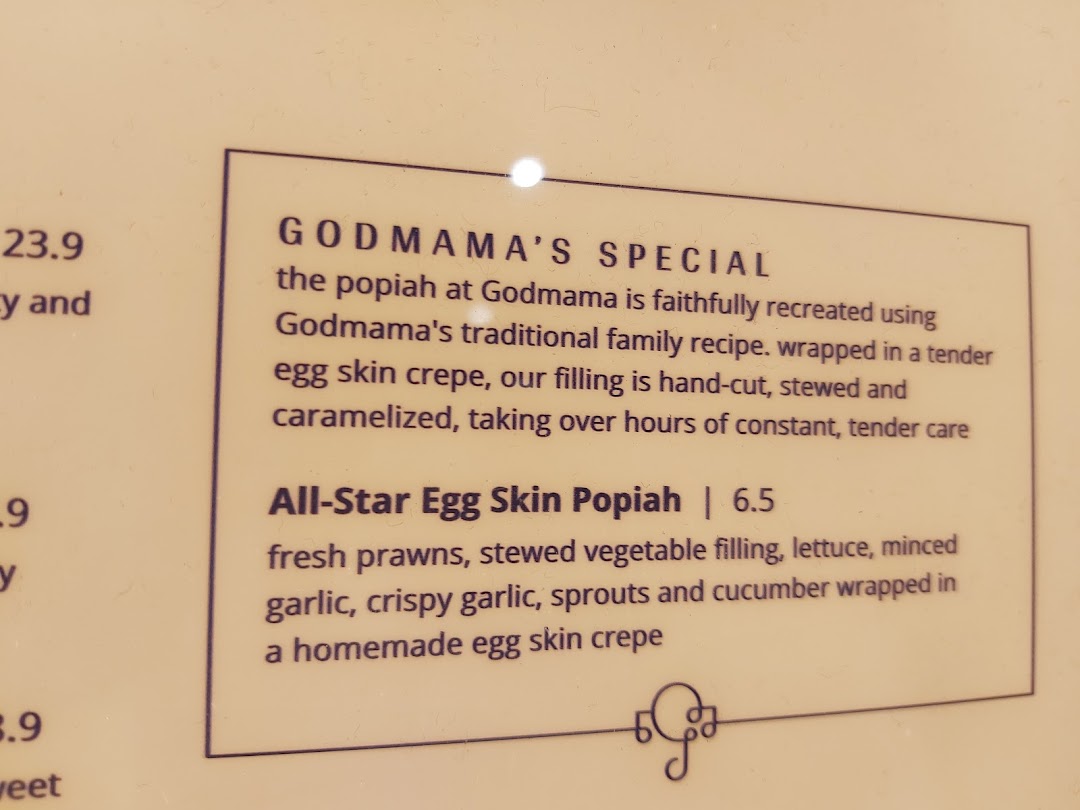 23.9
and
.9
.9
GODMAMA'S SPECIAL
the popiah at Godmama is faithfully recreated using
Godmama's traditional family recipe. wrapped in a tender
egg skin crepe, our filling is hand-cut, stewed and
caramelized, taking over hours of constant, tender care
All-Star Egg Skin Popiah | 6.5
fresh prawns, stewed vegetable filling, lettuce, minced
garlic, crispy garlic, sprouts and cucumber wrapped in
a homemade egg skin crepe